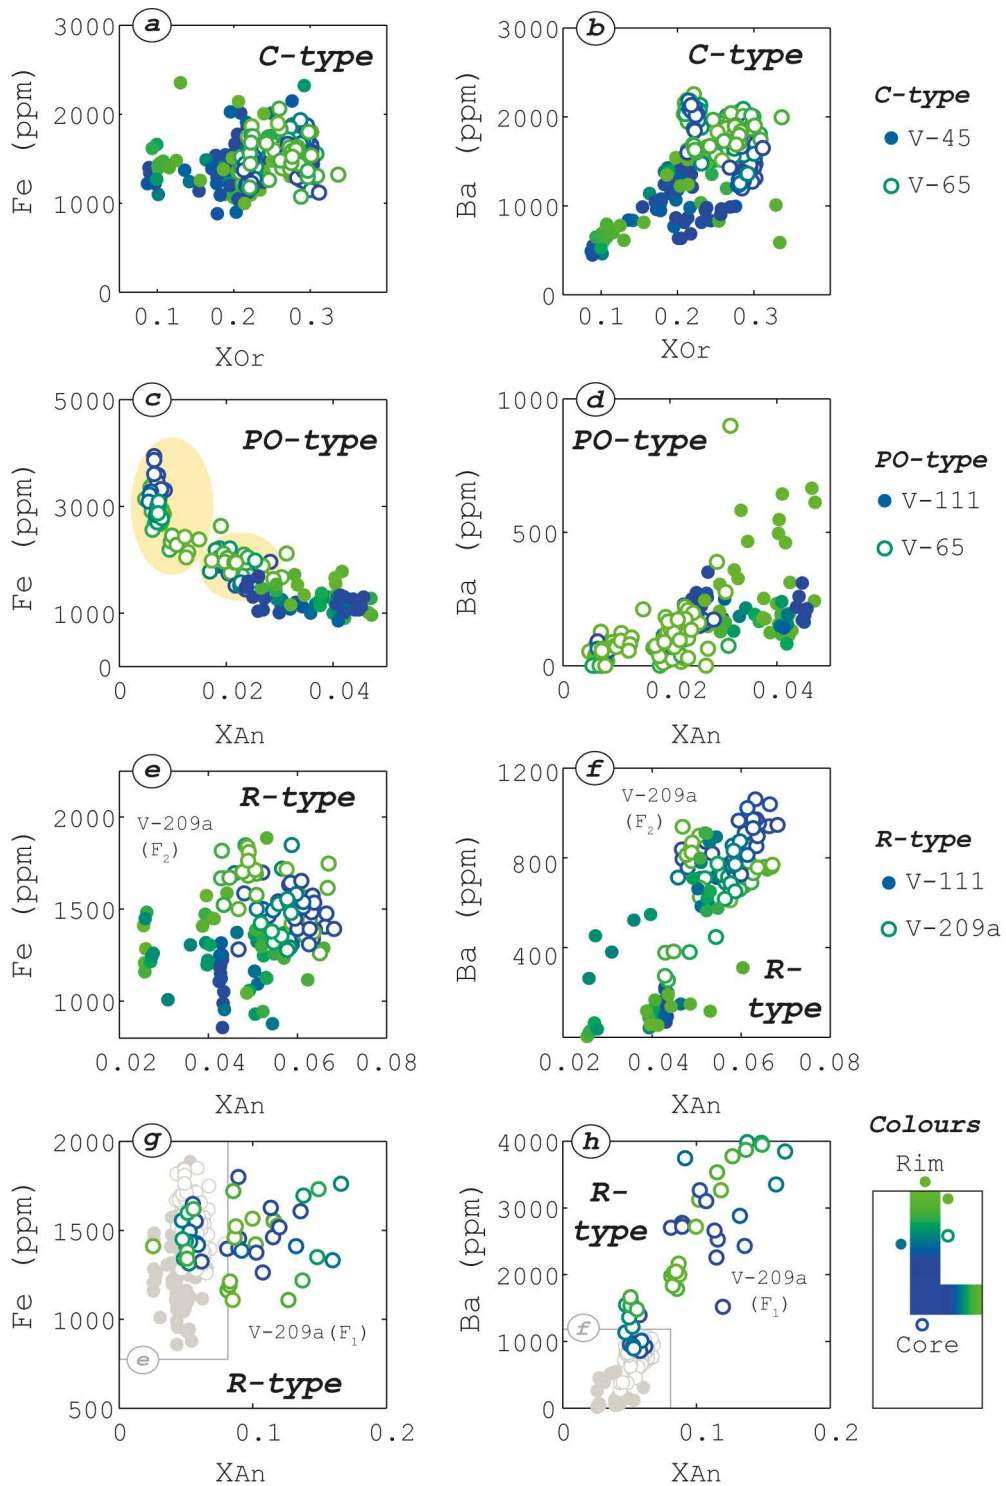 a
C-type
Fe (ppm)
3000
2000
1000
0
0.1 0.2 0.3
XOr
b
C-type
Ba (ppm)
3000
2000
1000
0
0.1 0.2 0.3
XOr
C-type
V-45
V-65
c
PO-type
Fe (ppm)
5000
3000
1000
0
0 0.02 0.04
XAn
d
PO-type
Ba (ppm)
1000
500
0
0 0.02 0.04
XAn
PO-type
V-111
V-65
e
R-type
V-209a
(F2)
Fe (ppm)
2000
1500
1000
0.02 0.04 0.06 0.08
XAn
f
V-209a
(F2)
R-
type
Ba (ppm)
1200
800
400
0.02 0.04 0.06 0.08
XAn
R-type
V-111
V-209a
g
Fe (ppm)
2000
1500
1000
500
e
V-209a(F1)
R-type
0 0.1 0.2
XAn
h
R-
type
Ba (ppm)
4000
3000
2000
1000
0
V-209a
(F1)
f
0 0.1 0.2
XAn
Colours
Rim
Core